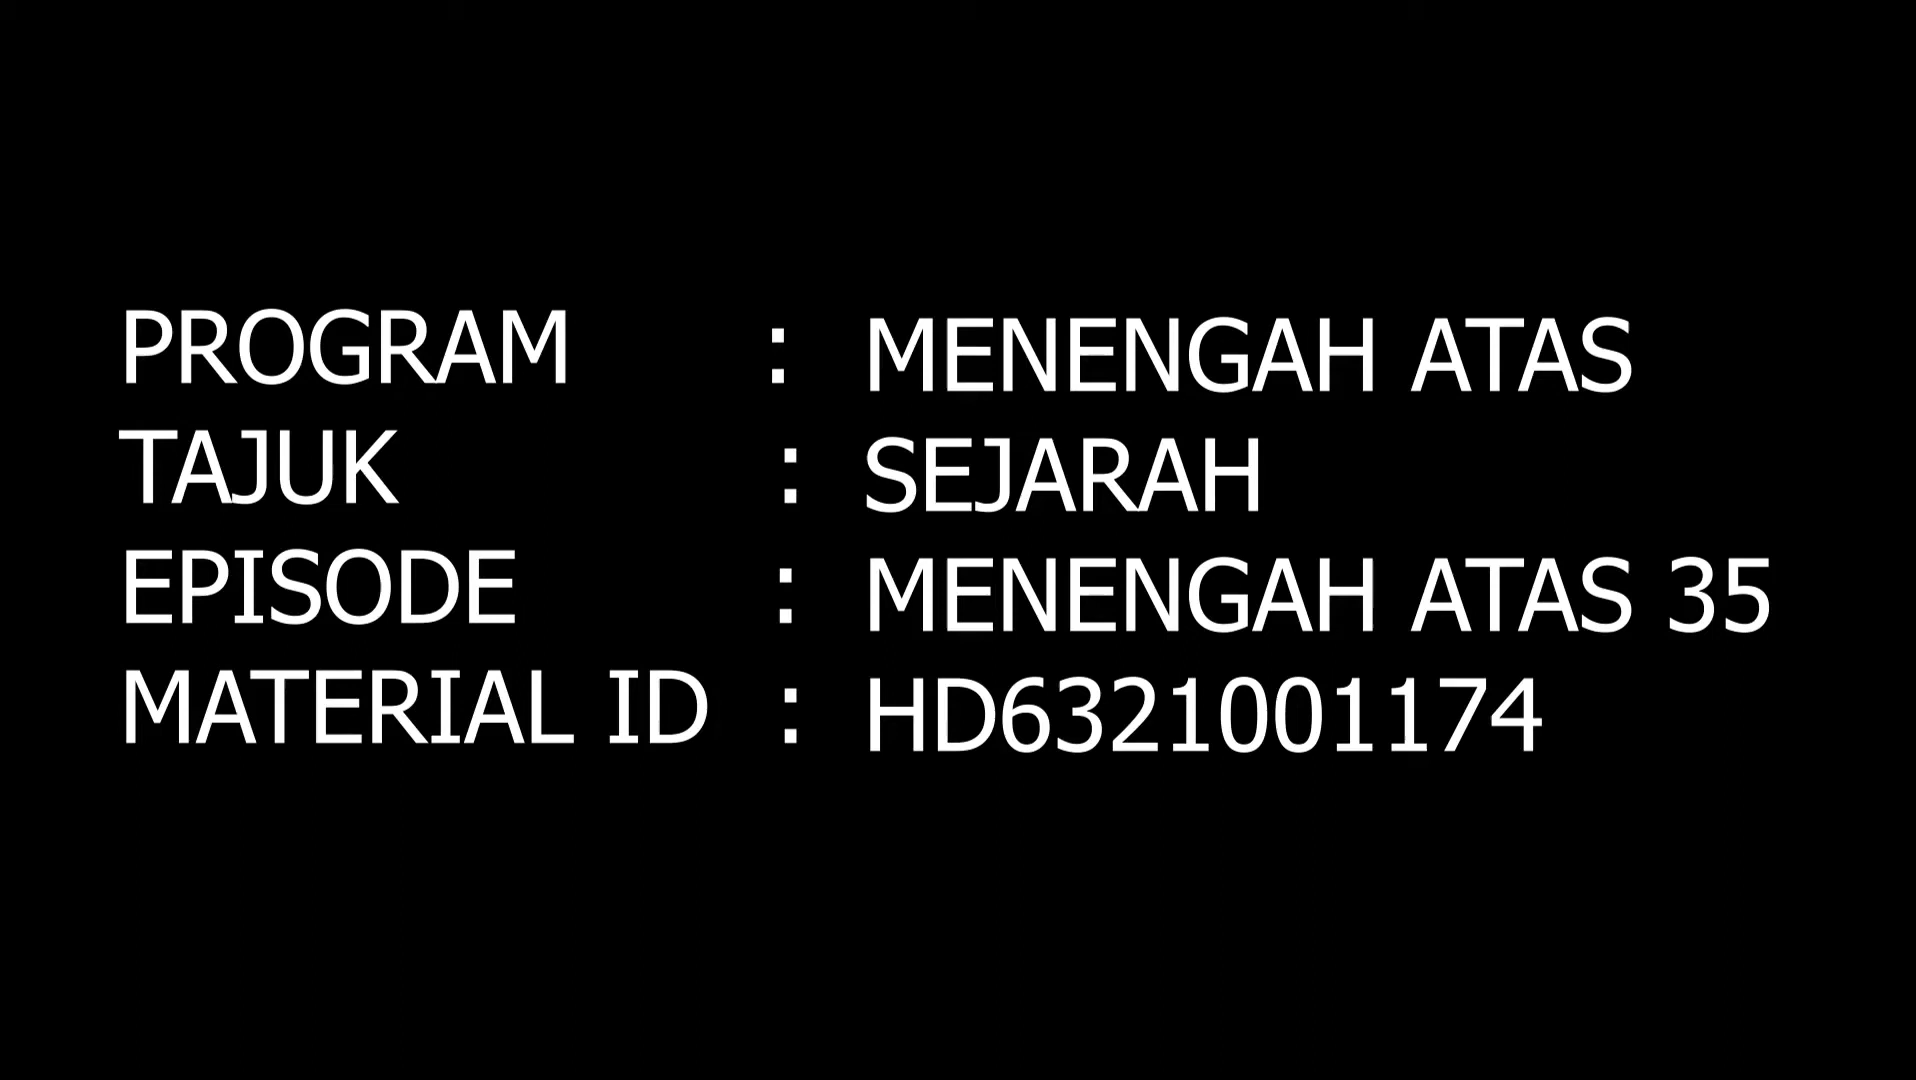 PROGRAM : MENENGAH ATAS
TAJUK : SEJARAH
EPISODE : MENENGAH ATAS 35
MATERIAL ID : HD6321001174